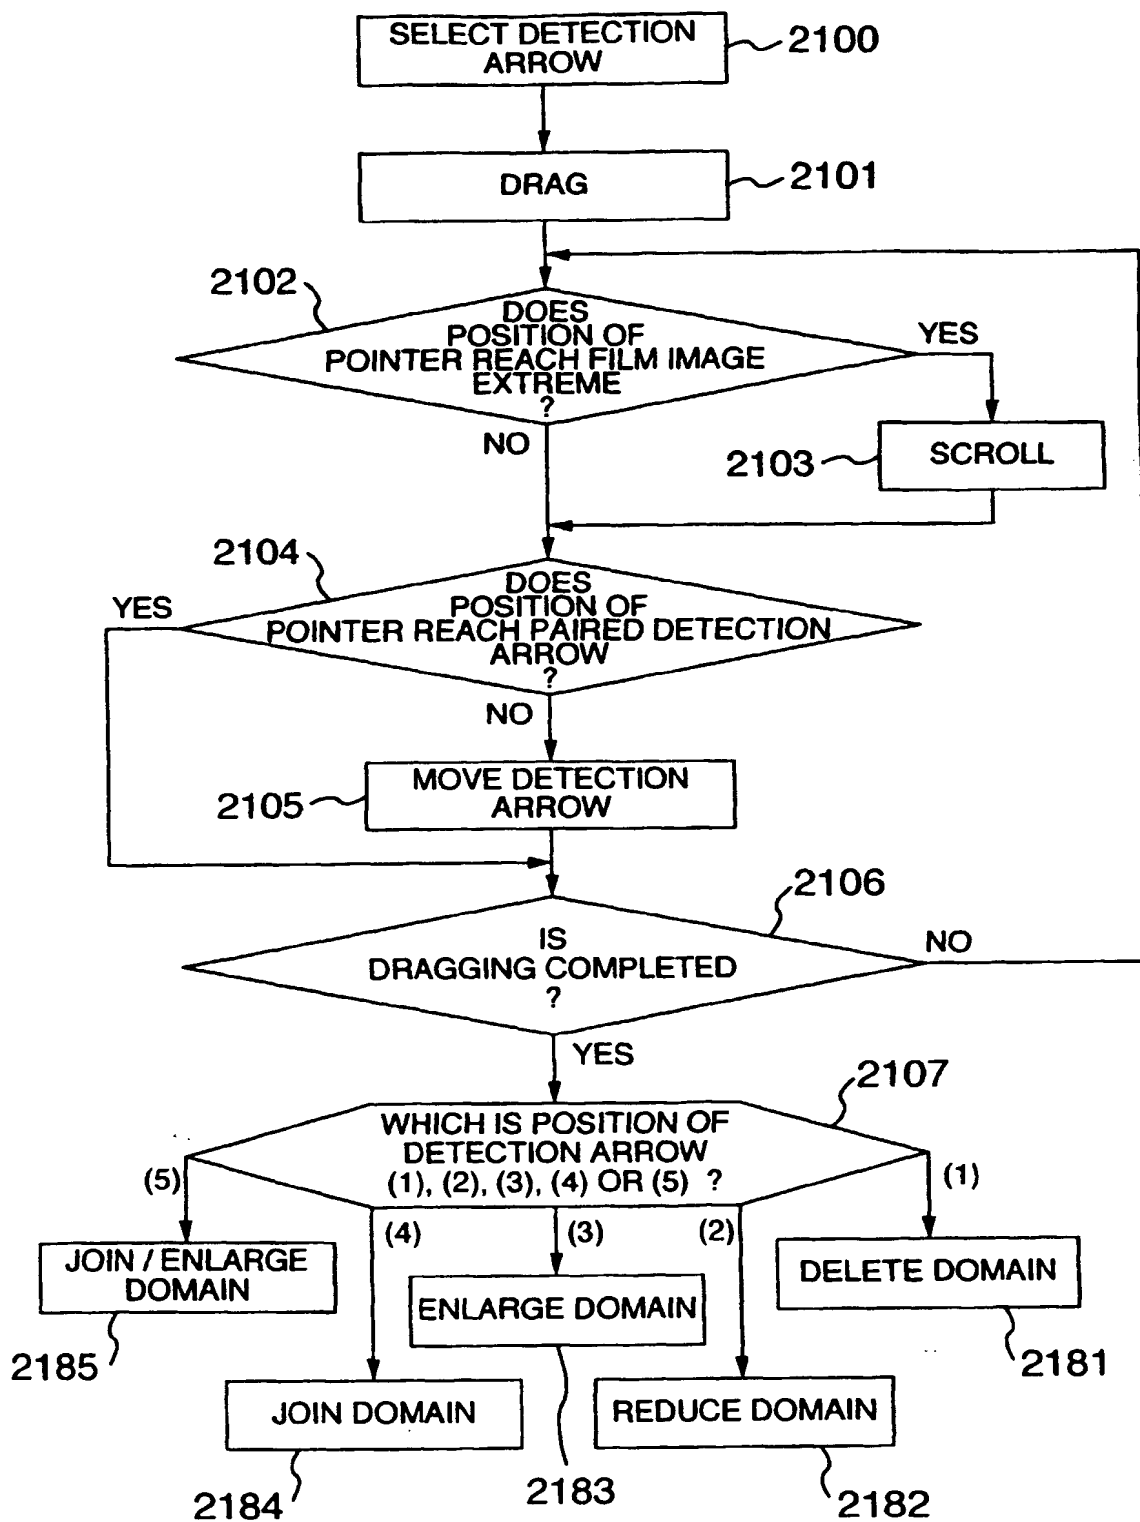 SELECT DETECTION
ARROW
2100
DRAG
2101
2102
DOES
POSITION OF
POINTER REACH FILM IMAGE
EXTREME
?
YES
NO
2103
SCROLL
2104
DOES
POSITION OF
POINTER REACH PAIRED DETECTION
ARROW
?
YES
NO
MOVE DETECTION
ARROW
2105
2106
IS
DRAGGING COMPLETED
?
NO
YES
2107
WHICH IS POSITION OF
DETECTION ARROW
(1), (2), (3), (4) OR (5) ?
(5)
(4)
(3)
(2)
(1)
JOIN / ENLARGE
DOMAIN
ENLARGE DOMAIN
DELETE DOMAIN
2185
2181
JOIN DOMAIN
REDUCE DOMAIN
2184
2183
2182